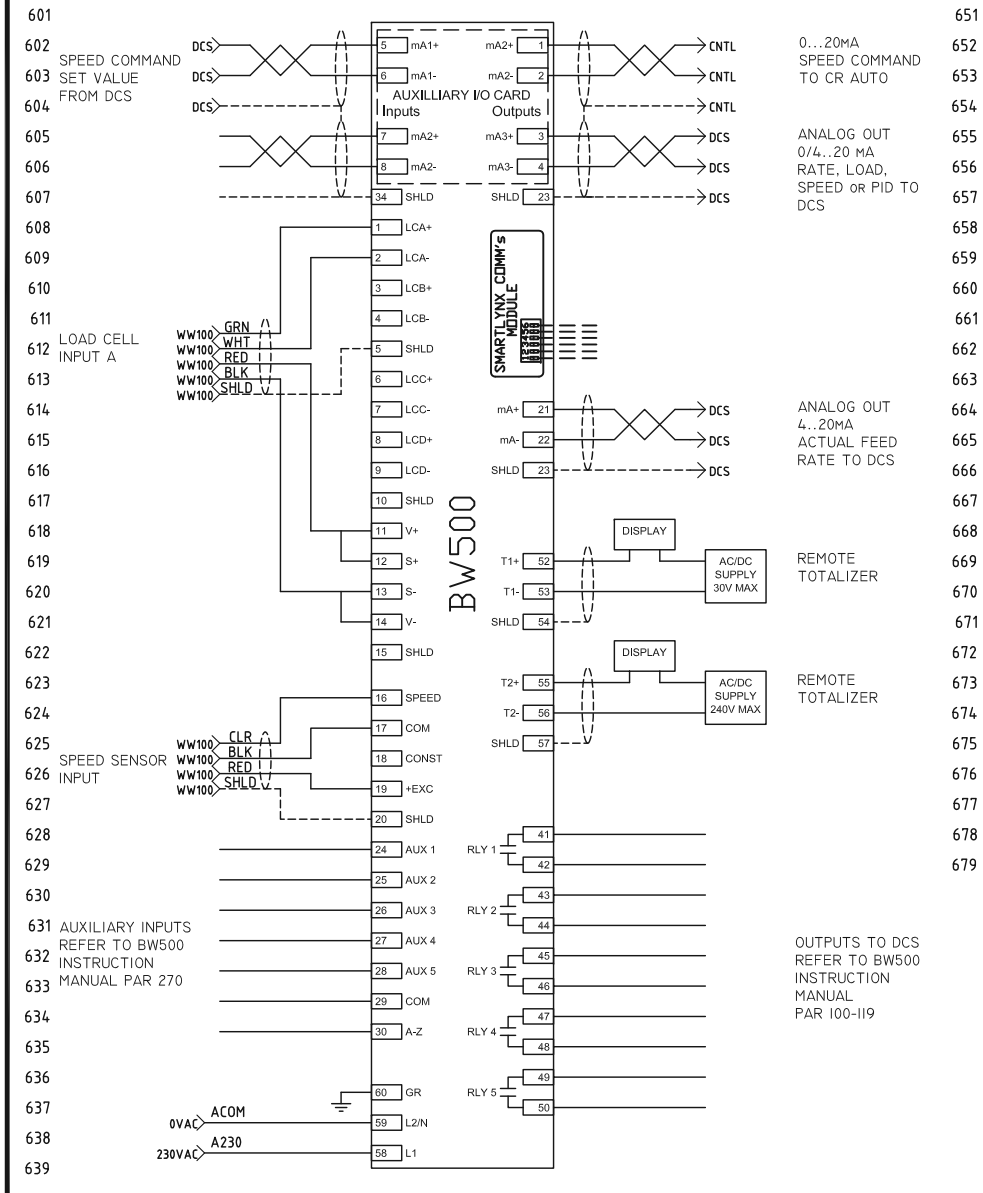 601
602
603
604
605
606
607
608
609
610
611
612
613
614
615
616
617
618
619
620
621
622
623
624
625
626
627
628
629
630
631
632
633
634
635
636
637
638
639
SPEED COMMAND
SET VALUE
FROM DCS
DCS
DCS
DCS
LOAD CELL
INPUT A
WW100 GRN
WW100 WHT
WW100 RED
WW100 BLK
WW100 SHLD
SPEED SENSOR
INPUT
WW100 CLR
WW100 BLK
WW100 RED
WW100 SHLD
AUXILIARY INPUTS
REFER TO BW500
INSTRUCTION
MANUAL PAR 270
0VAC ACOM
230VAC A230
5 mA1+
6 mA1-
AUXILLIARY I/O CARD
Inputs Outputs
7 mA2+
8 mA2-
34 SHLD
1 LCA+
2 LCA-
3 LCB+
4 LCB-
5 SHLD
6 LCC+
7 LCC-
8 LCD+
9 LCD-
10 SHLD
11 V+
12 S+
13 S-
14 V-
15 SHLD
16 SPEED
17 COM
18 CONST
19 +EXC
20 SHLD
24 AUX 1
25 AUX 2
26 AUX 3
27 AUX 4
28 AUX 5
29 COM
30 A-Z
60 GR
59 L2/N
58 L1
BW500
SMARTLYNX COMM's
MODULE
123456
mA2+ 1
mA2- 2
mA3+ 3
mA3- 4
SHLD 23
mA+ 21
mA- 22
SHLD 23
T1+ 52
T1- 53
SHLD 54
T2+ 55
T2- 56
SHLD 57
RLY 1 41
42
RLY 2 43
44
RLY 3 45
46
RLY 4 47
48
RLY 5 49
50
CNTL
CNTL
CNTL
DCS
DCS
DCS
DCS
DCS
DCS
DISPLAY
AC/DC
SUPPLY
30V MAX
DISPLAY
AC/DC
SUPPLY
240V MAX
0...20MA
SPEED COMMAND
TO CR AUTO
ANALOG OUT
0/4..20 MA
RATE, LOAD,
SPEED OR PID TO
DCS
ANALOG OUT
4..20MA
ACTUAL FEED
RATE TO DCS
REMOTE
TOTALIZER
REMOTE
TOTALIZER
OUTPUTS TO DCS
REFER TO BW500
INSTRUCTION
MANUAL
PAR 100-119
651
652
653
654
655
656
657
658
659
660
661
662
663
664
665
666
667
668
669
670
671
672
673
674
675
676
677
678
679